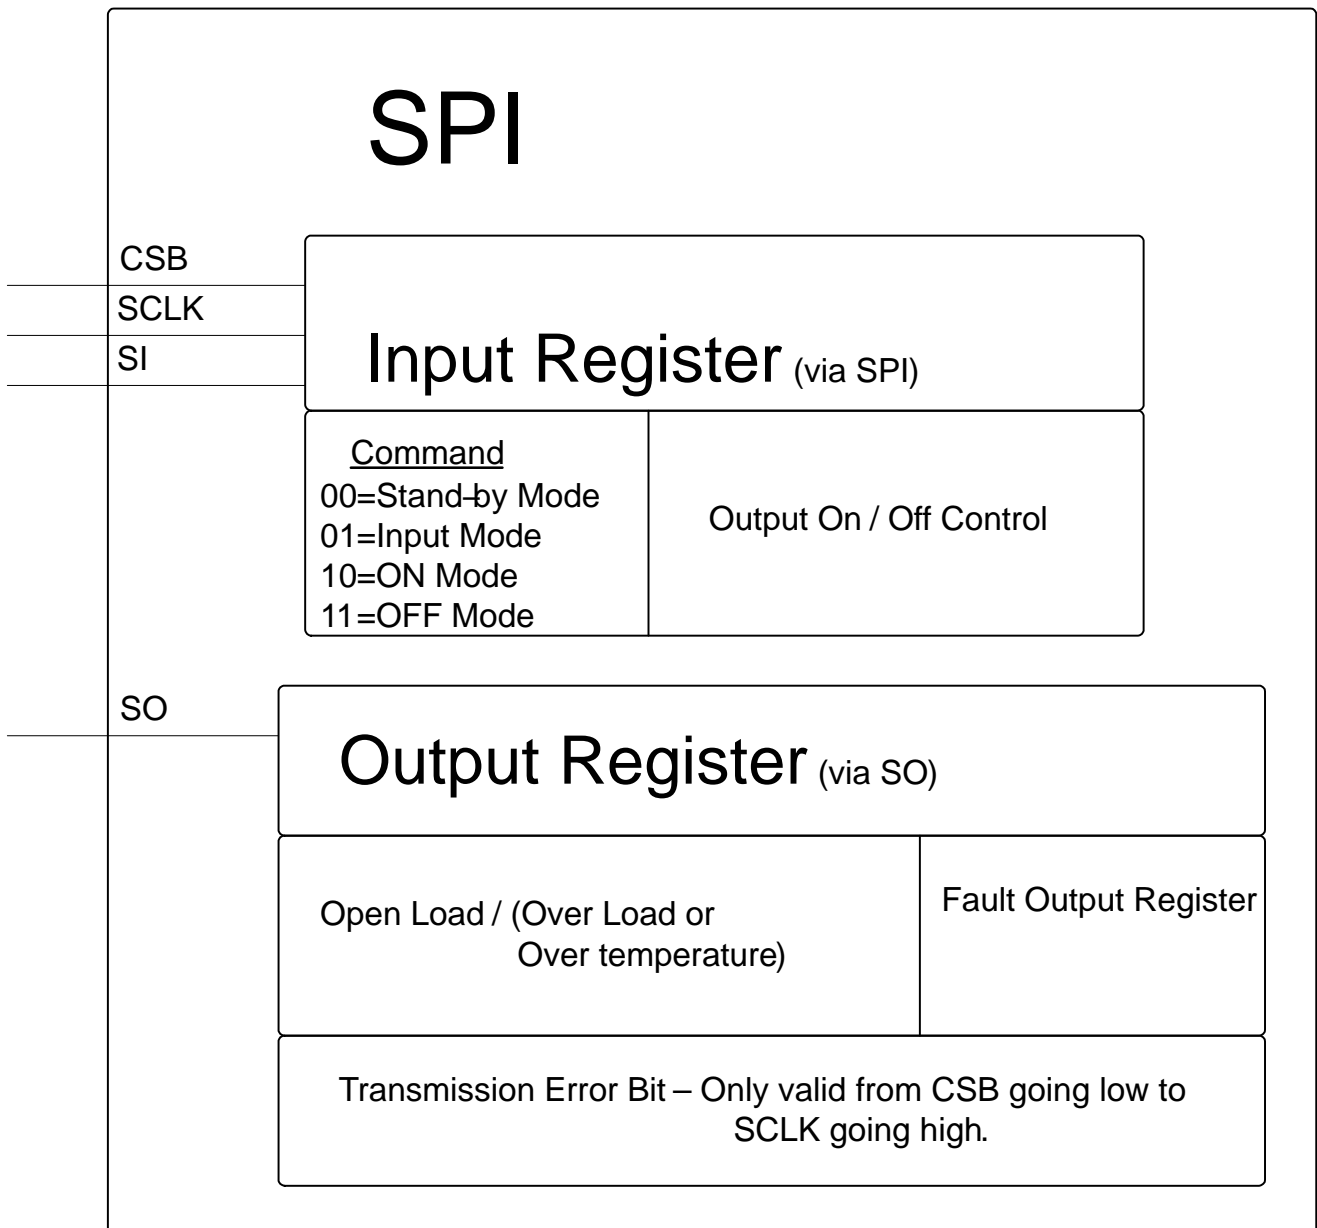 SPI
CSB
SCLK
SI
Input Register (via SPI)
Command
00=Stand-by Mode
01=Input Mode
10=ON Mode
11=OFF Mode
Output On / Off Control
SO
Output Register (via SO)
Open Load / (Over Load or
Over temperature)
Fault Output Register
Transmission Error Bit – Only valid from CSB going low to
SCLK going high.